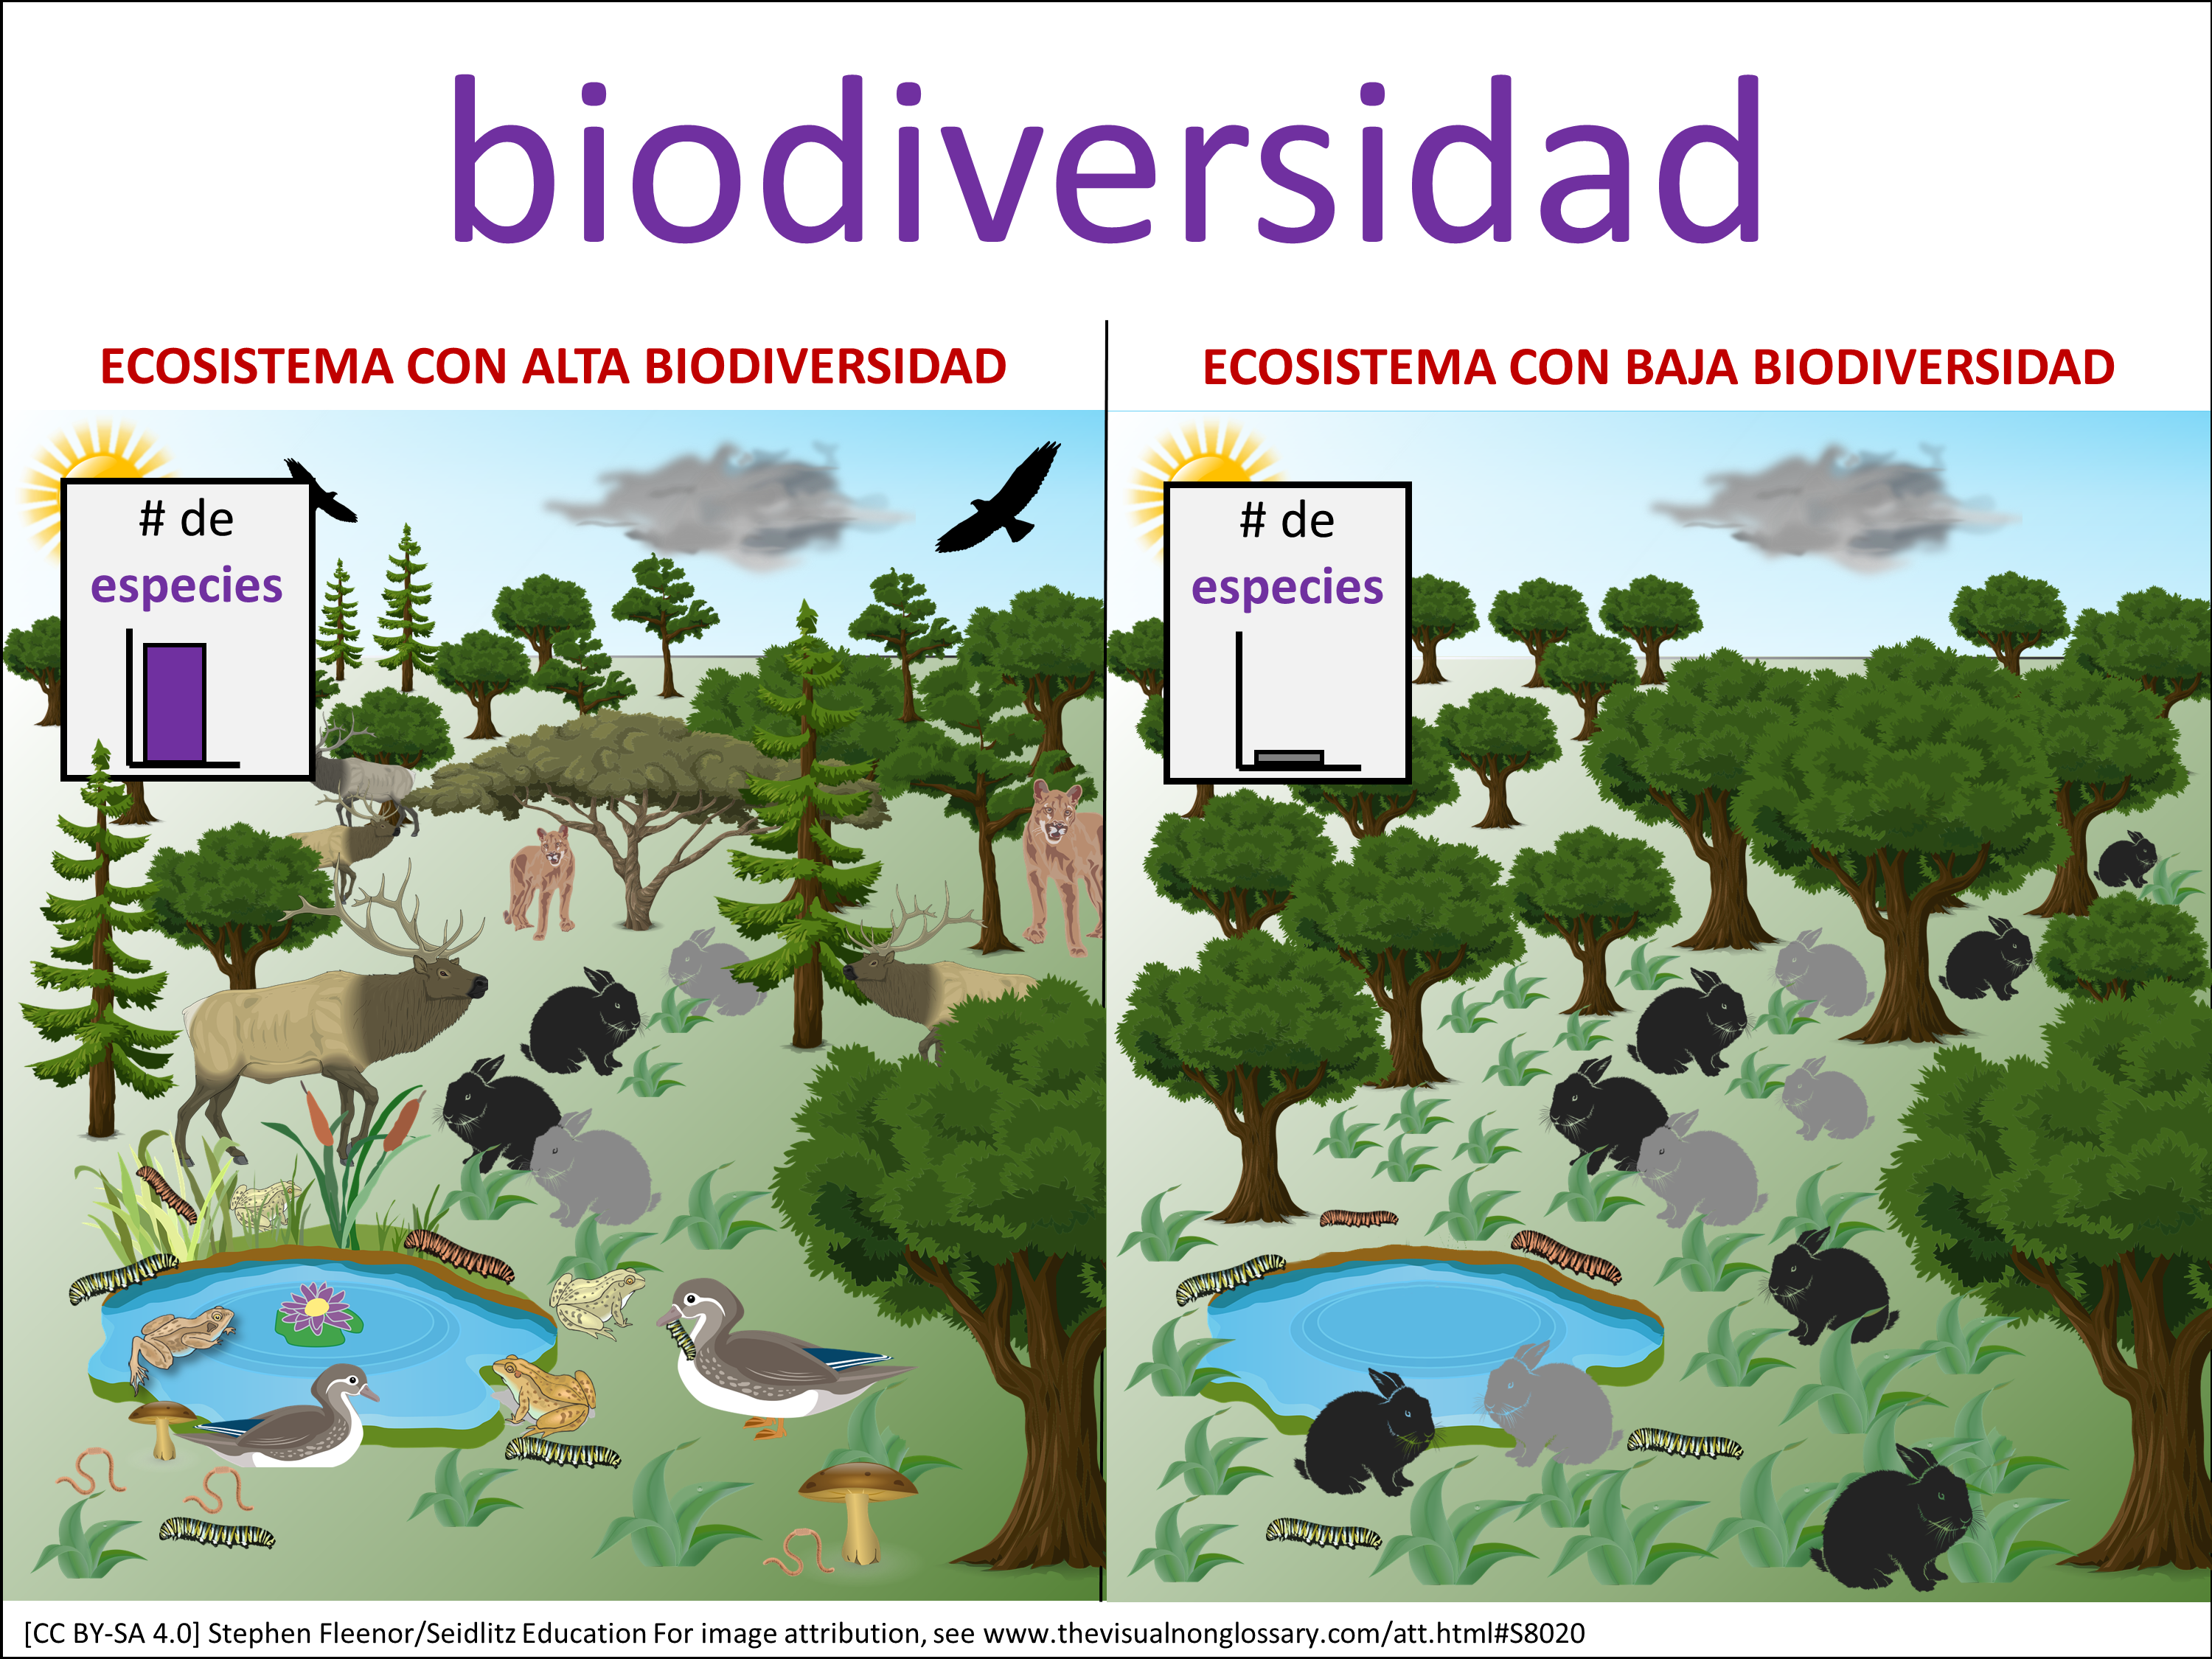 biodiversidad
ECOSISTEMA CON ALTA BIODIVERSIDAD
# de
especies
ECOSISTEMA CON BAJA BIODIVERSIDAD
# de
especies
[CC BY-SA 4.0] Stephen Fleenor/Seidlitz Education For image attribution, see www.thevisualnonglossary.com/att.html#S8020